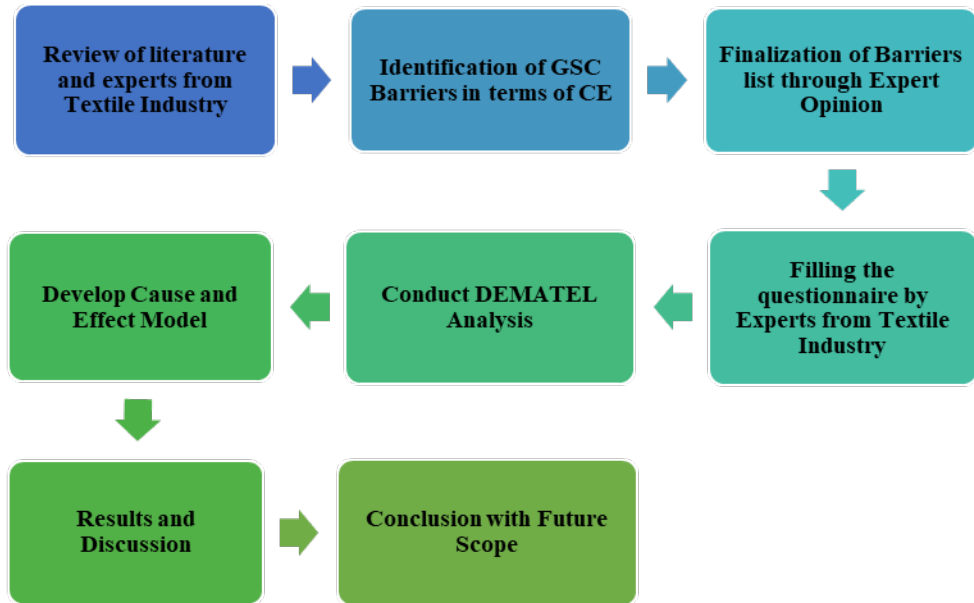 Review of literature
and experts from
Textile Industry
Identification of GSC
Barriers in terms of CE
Finalization of Barriers
list through Expert
Opinion
Filling the
questionnaire by
Experts from Textile
Industry
Conduct DEMATEL
Analysis
Develop Cause and
Effect Model
Results and
Discussion
Conclusion with Future
Scope